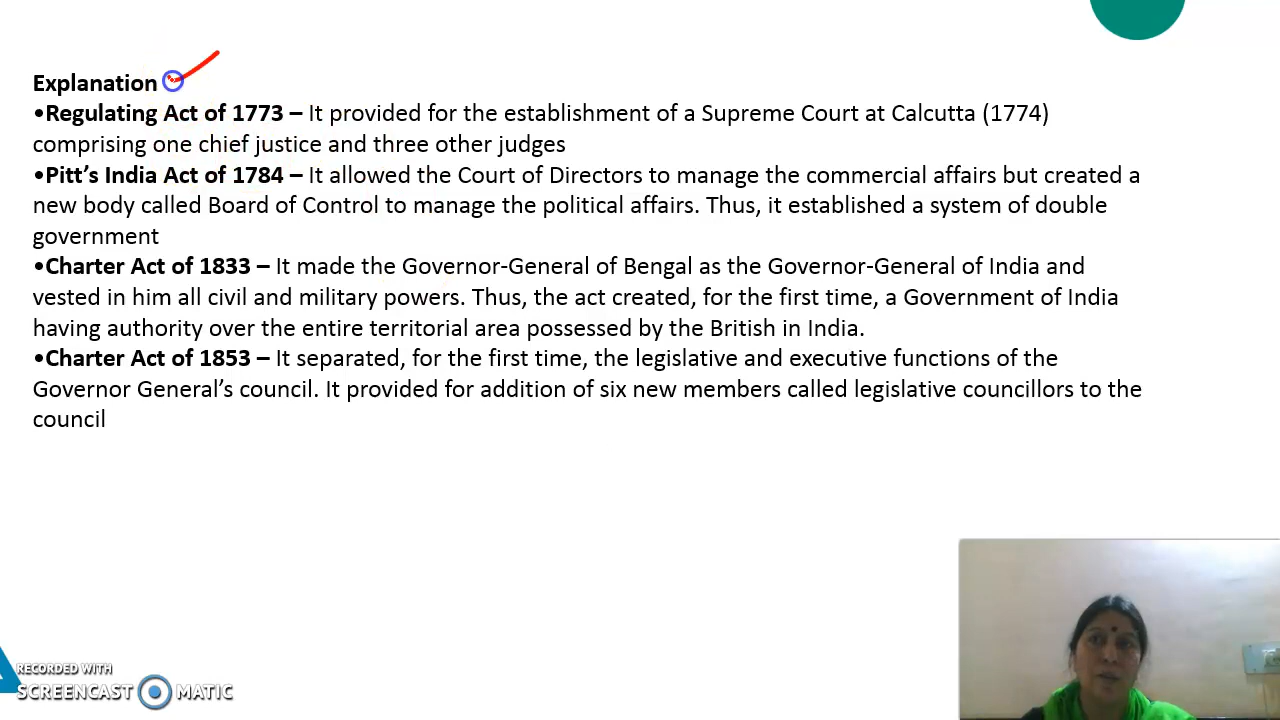 Explanation
•Regulating Act of 1773 – It provided for the establishment of a Supreme Court at Calcutta (1774)
comprising one chief justice and three other judges
•Pitt’s India Act of 1784 – It allowed the Court of Directors to manage the commercial affairs but created a
new body called Board of Control to manage the political affairs. Thus, it established a system of double
government
•Charter Act of 1833 – It made the Governor-General of Bengal as the Governor-General of India and
vested in him all civil and military powers. Thus, the act created, for the first time, a Government of India
having authority over the entire territorial area possessed by the British in India.
•Charter Act of 1853 – It separated, for the first time, the legislative and executive functions of the
Governor General’s council. It provided for addition of six new members called legislative councillors to the
council
RECORDED WITH
SCREENCAST MATIC